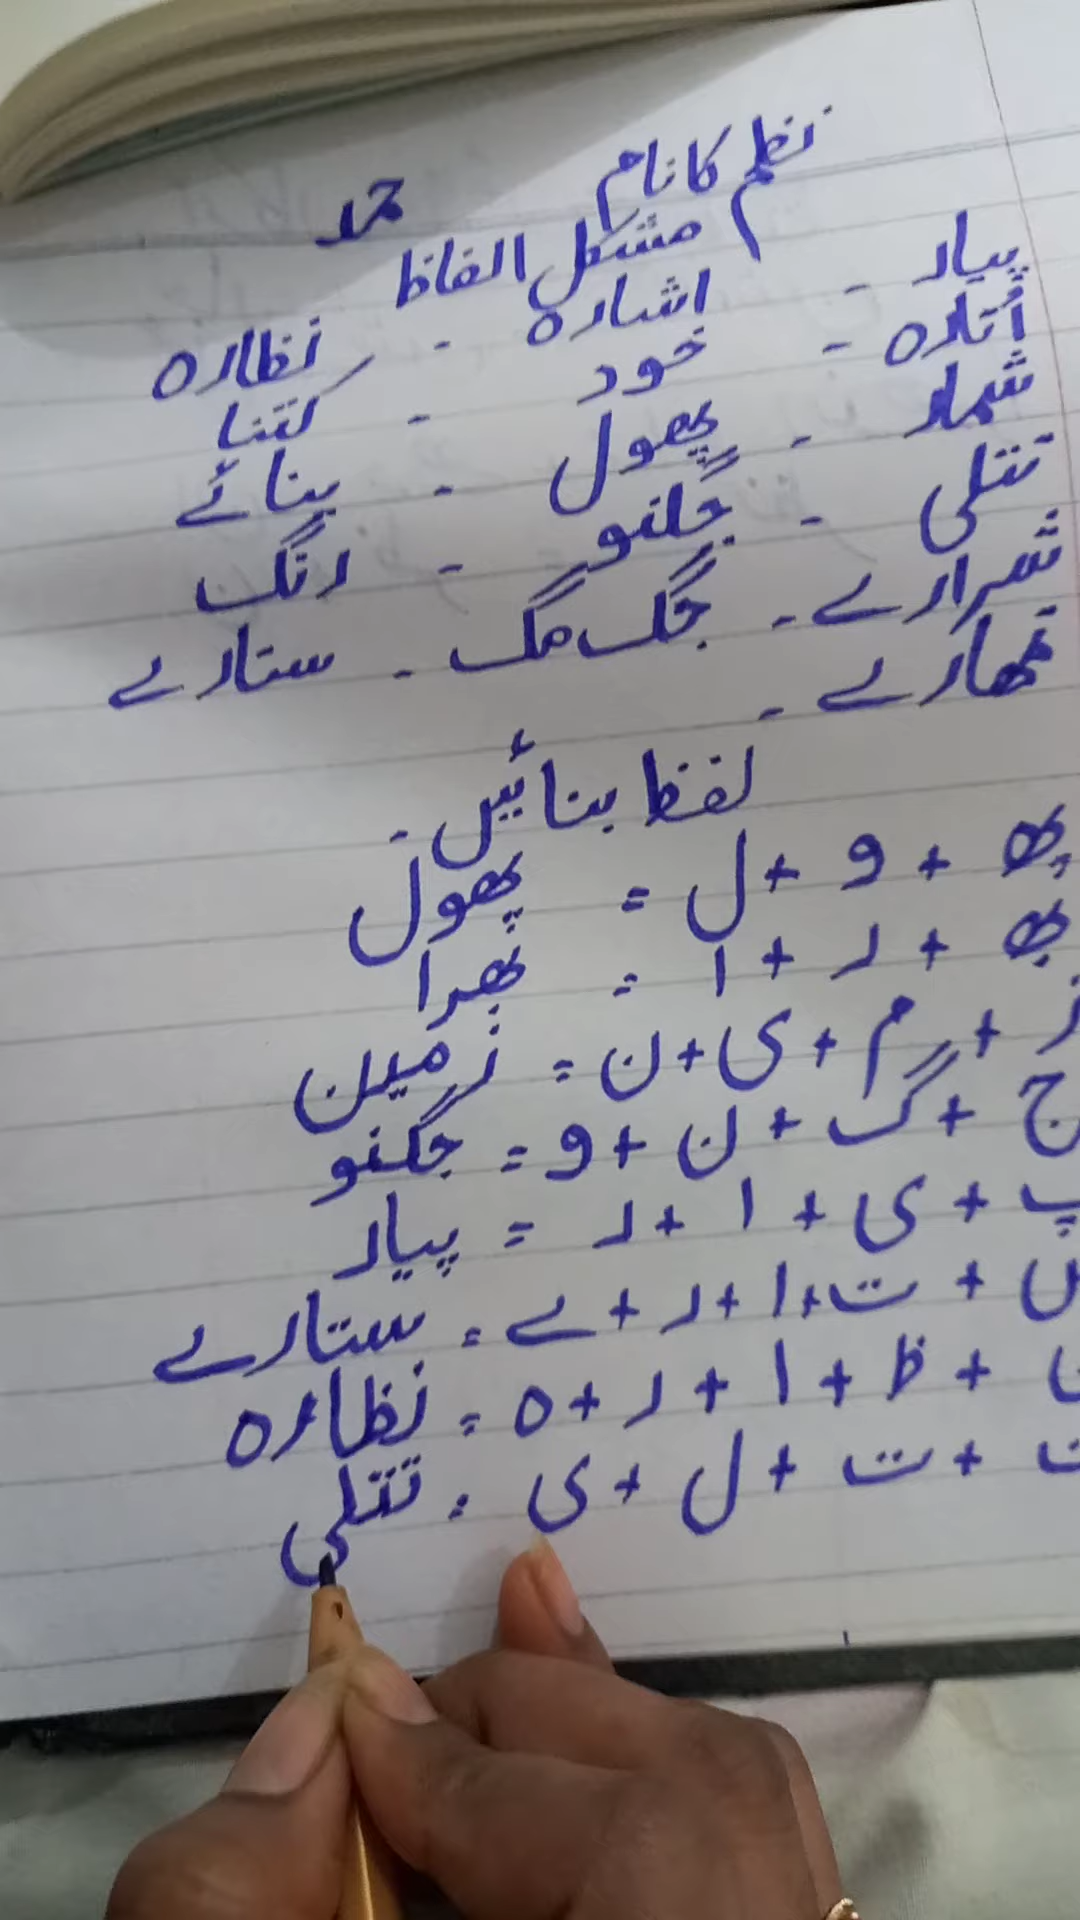 نظم کا نام حمد
مشکل الفاظ
پیار - اشارہ - نظارہ
اُتارہ - خود - کتنا
شمار - پھول - بنائے
تتلی - جگنو - رنگ
شرارے - جگ مگ - ستارے
تمھارے -
لفظ بنائیں -
پھ + و + ل = پھول
بھ + ر + ا = بھرا
ز + م + ی + ن = زمین
ج + گ + ن + و = جگنو
پ + ی + ا + ر = پیار
س + ت + ا + ر + ے = ستارے
ن + ظ + ا + ر + ہ = نظارہ
ت + ت + ل + ی = تتلی